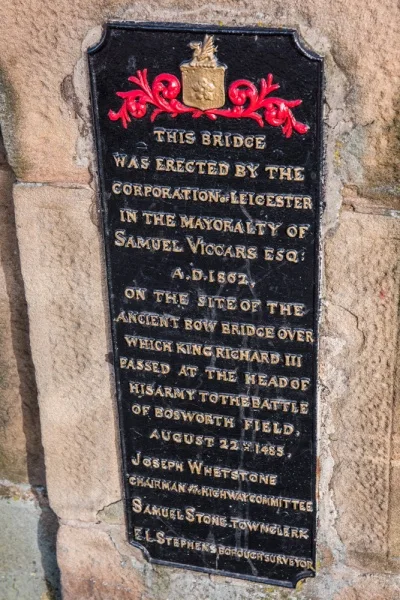 THIS BRIDGE
WAS ERECTED BY THE
CORPORATION OF LEICESTER
IN THE MAYORALTY OF
SAMUEL VICCARS ESQ:
A.D. 1862.
ON THE SITE OF THE
ANCIENT BOW BRIDGE OVER
WHICH KING RICHARD III
PASSED AT THE HEAD OF
HIS ARMY TO THE BATTLE
OF BOSWORTH FIELD,
AUGUST 22ND 1485,
JOSEPH WHETSTONE
CHAIRMAN OF THE HIGHWAY COMMITTEE
SAMUEL STONE, TOWN CLERK
E.L. STEPHENS BOROUGH SURVEYOR